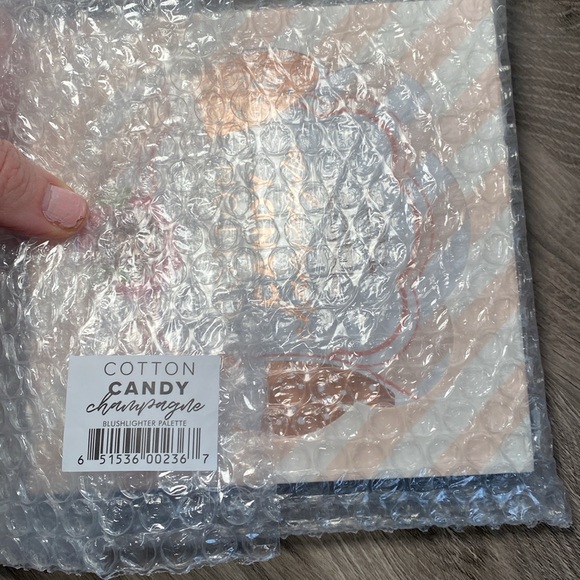 COTTON
CANDY
champagne
BLUSHLIGHTER PALETTE
6 51536 00236 7